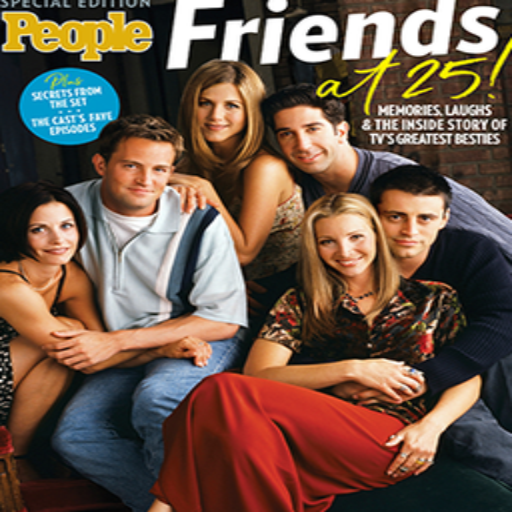 SPECIAL EDITION
People
Friends
at 25!
Plus
SECRETS FROM
THE SET
THE CAST'S FAVE
EPISODES
MEMORIES, LAUGHS
& THE INSIDE STORY OF
TV'S GREATEST BESTIES